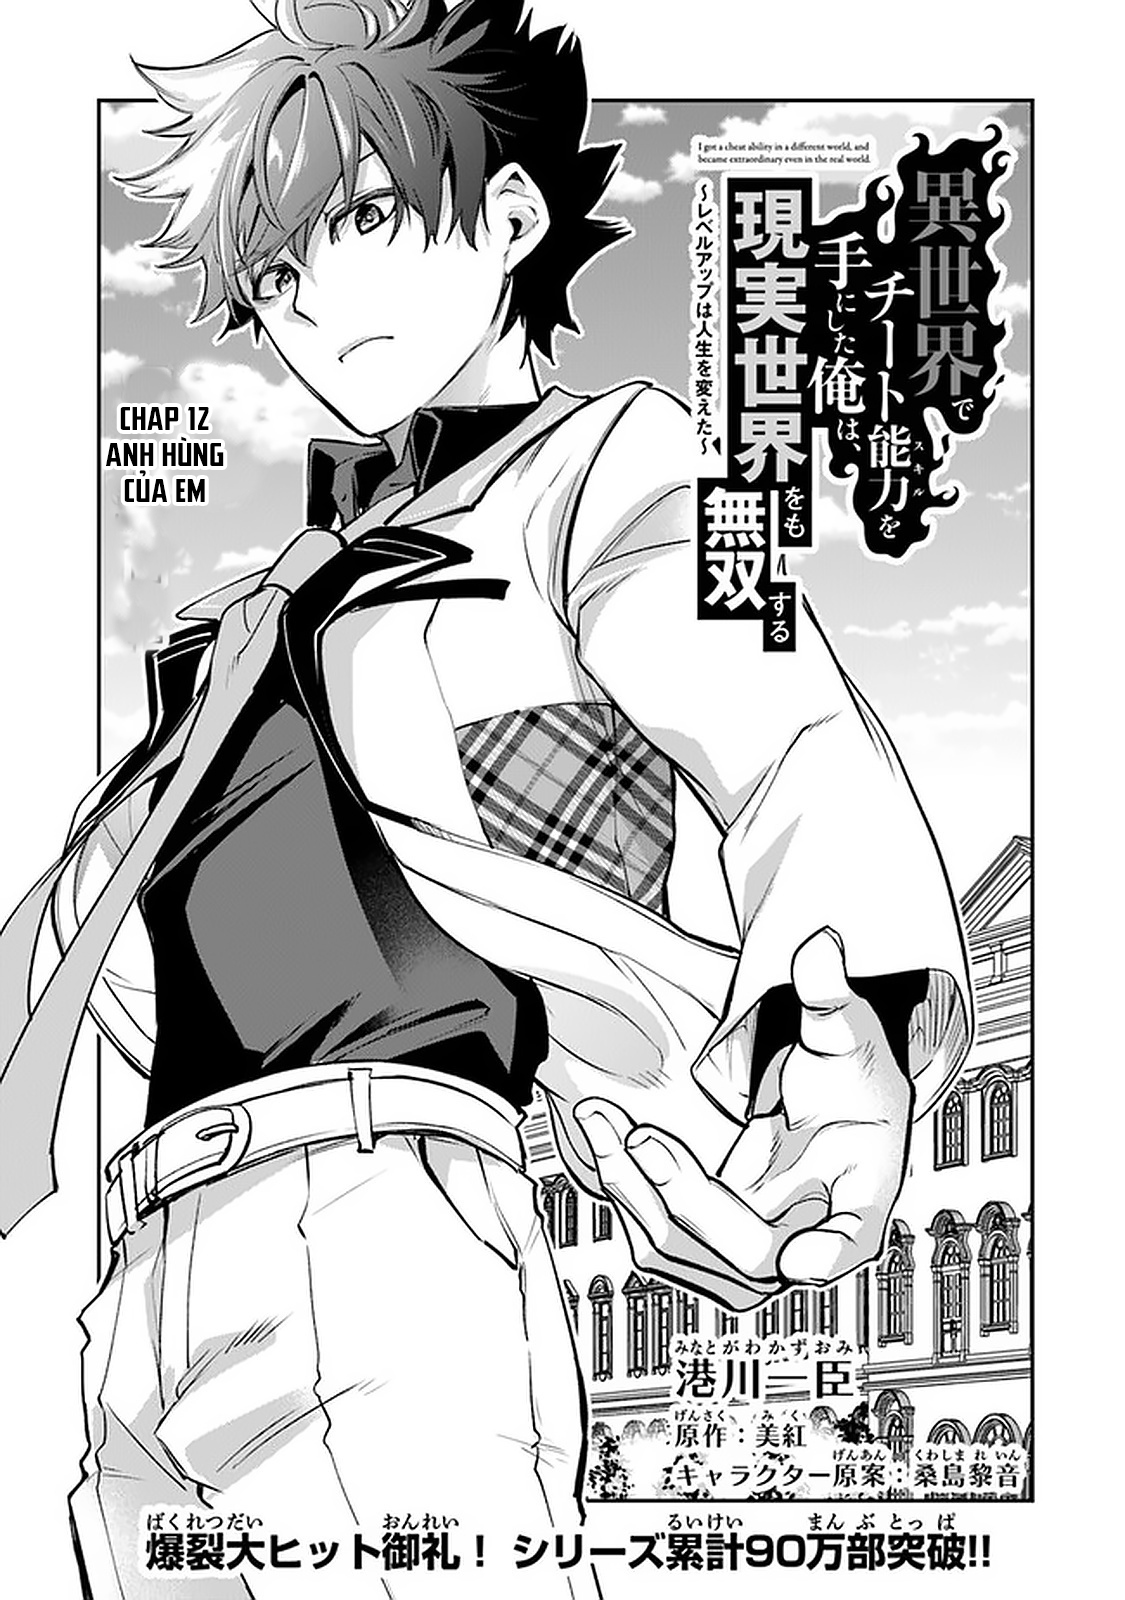 I got a cheat ability in a different world, and
became extraordinary even in the real world.
異世界で
チート能力を
スキル
手にした俺は、
現実世界をも
無双する
～レベルアップは人生を変えた～
CHAP 12
ANH HÙNG
CỦA EM
みなとがわかずおみ
港川一臣
げんさく みく
原作：美紅
げんあん くわしまれいん
キャラクター原案：桑島黎音
ばくれつだい おんれい るいけい まんぶとっぱ
爆裂大ヒット御礼！ シリーズ累計90万部突破!!